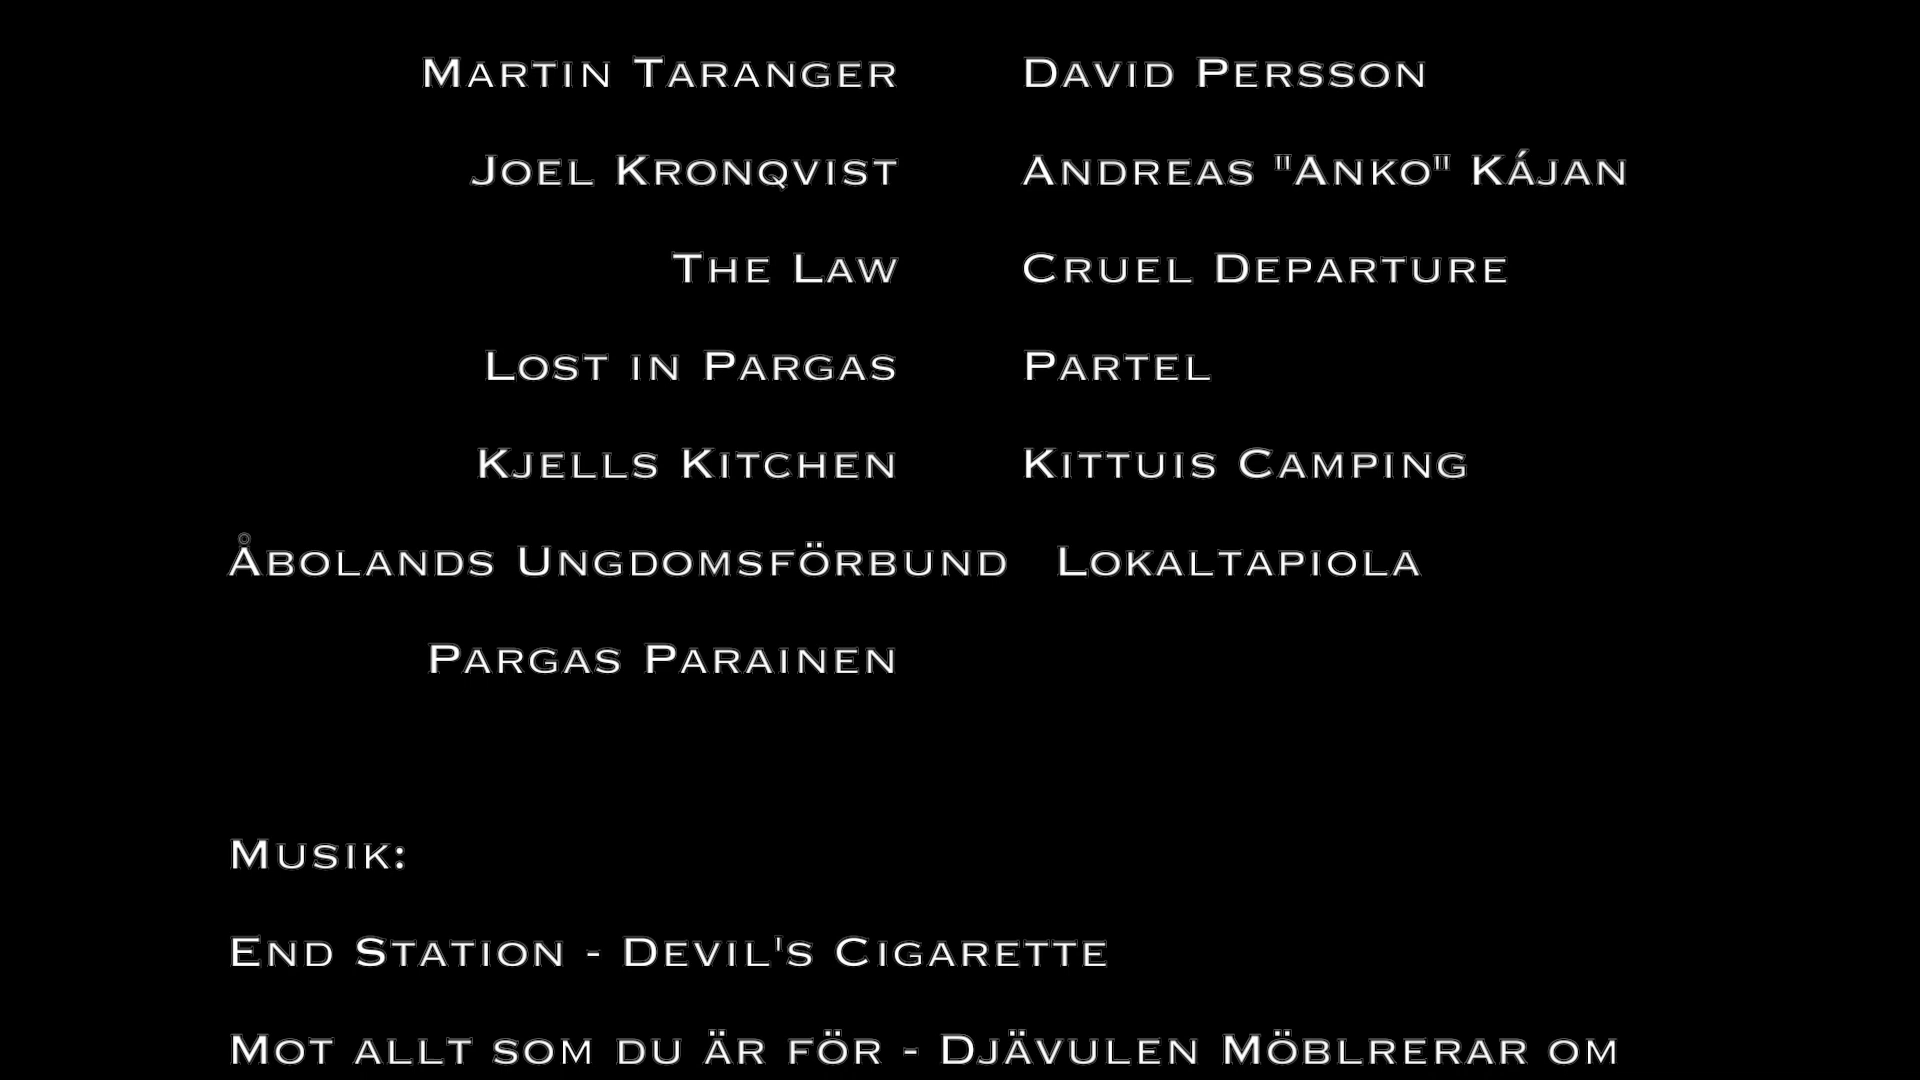 Martin Taranger David Persson
Joel Kronqvist Andreas "Anko" Kájan
The Law Cruel Departure
Lost in Pargas Partel
Kjells Kitchen Kittuis Camping
Åbolands Ungdomsförbund Lokaltapiola
Pargas Parainen
Musik:
End Station - Devil's Cigarette
Mot allt som du är för - Djävulen Möblrerar om